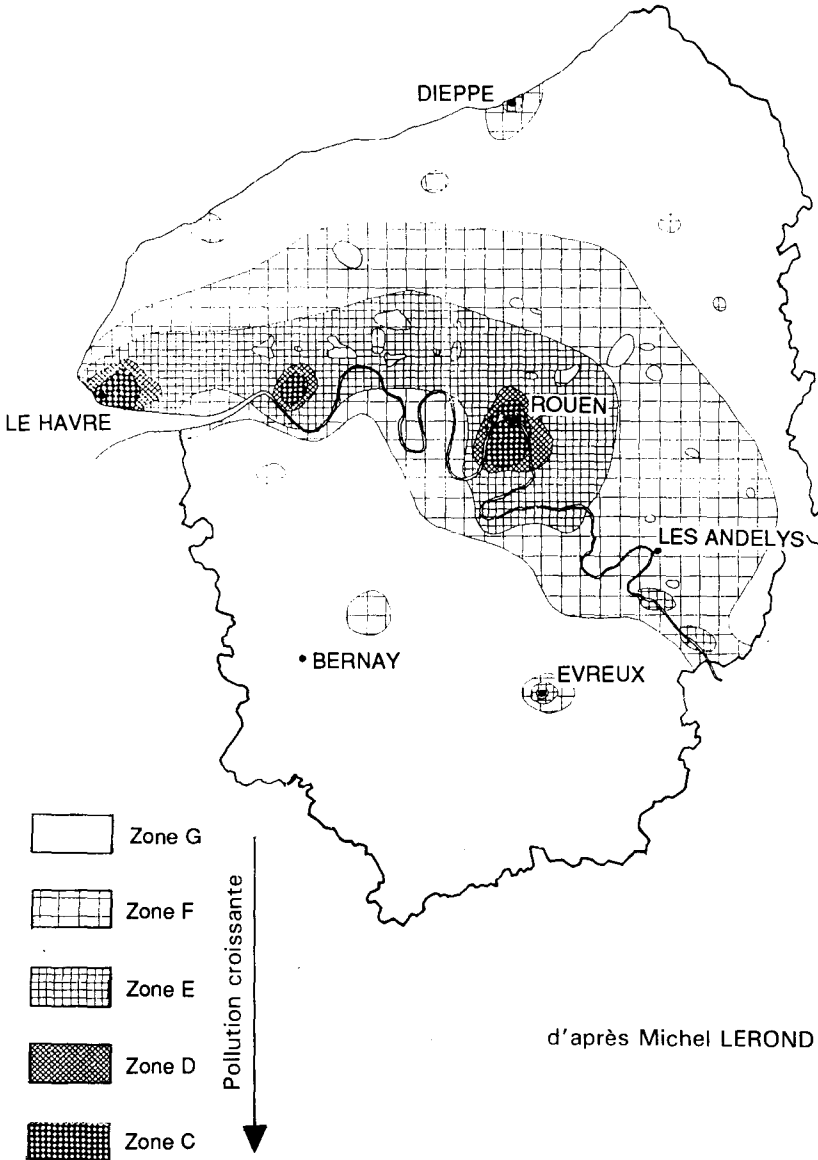 DIEPPE
LE HAVRE
ROUEN
LES ANDELYS
BERNAY
EVREUX
Zone G
Zone F
Zone E
Zone D
Zone C
Pollution croissante
d'après Michel LEROND